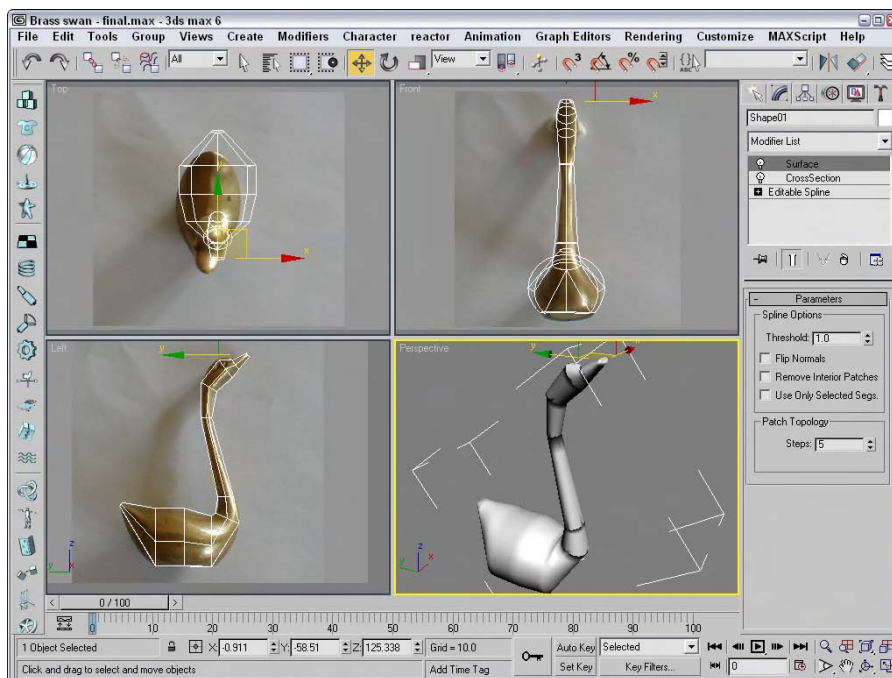 Brass swan - final.max - 3ds max 6
File Edit Tools Group Views Create Modifiers Character reactor Animation Graph Editors Rendering Customize MAXScript Help
All View
Top Front
x x
Shape01
Modifier List
Surface
CrossSection
Editable Spline
Parameters
Spline Options
Threshold: 1.0
Flip Normals
Remove Interior Patches
Use Only Selected Segs.
Patch Topology
Steps: 5
Left Perspective
y y
z z
y x y x
0 / 100
0 10 20 30 40 50 60 70 80 90 100
1 Object Selected X: -0.911 Y: -58.51 Z: 125.338 Grid = 10.0 Auto Key Selected
Click and drag to select and move objects Add Time Tag Set Key Key Filters... 0